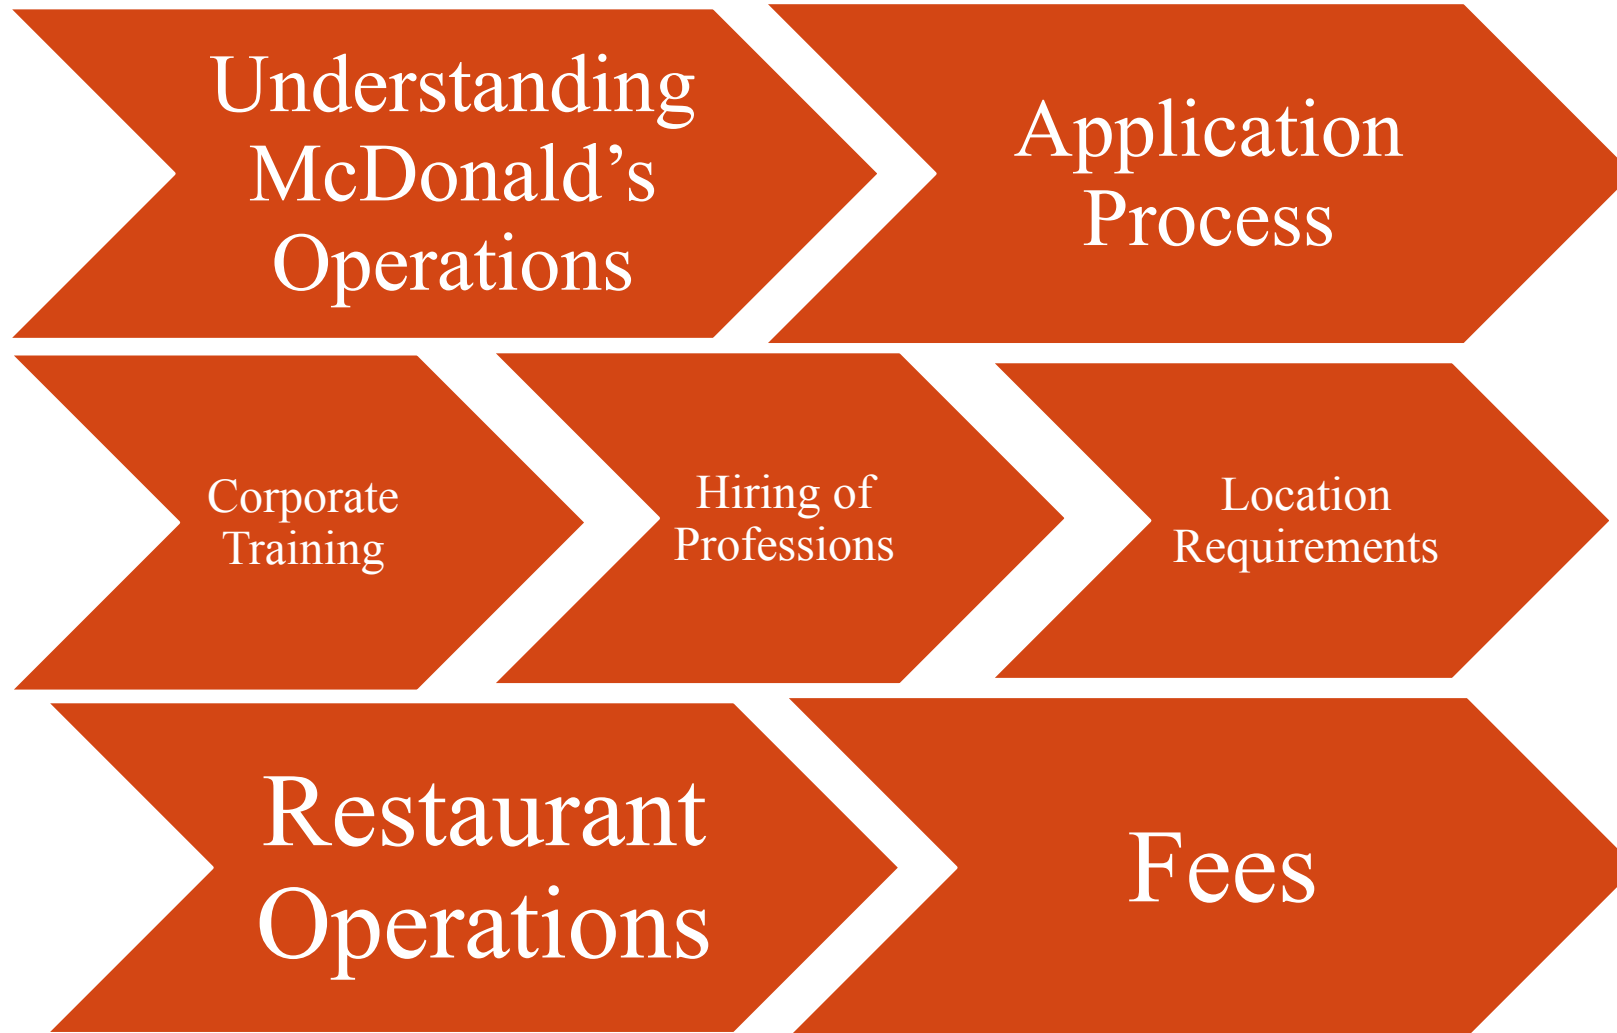 Understanding
McDonald’s
Operations
Application
Process
Corporate
Training
Hiring of
Professions
Location
Requirements
Restaurant
Operations
Fees